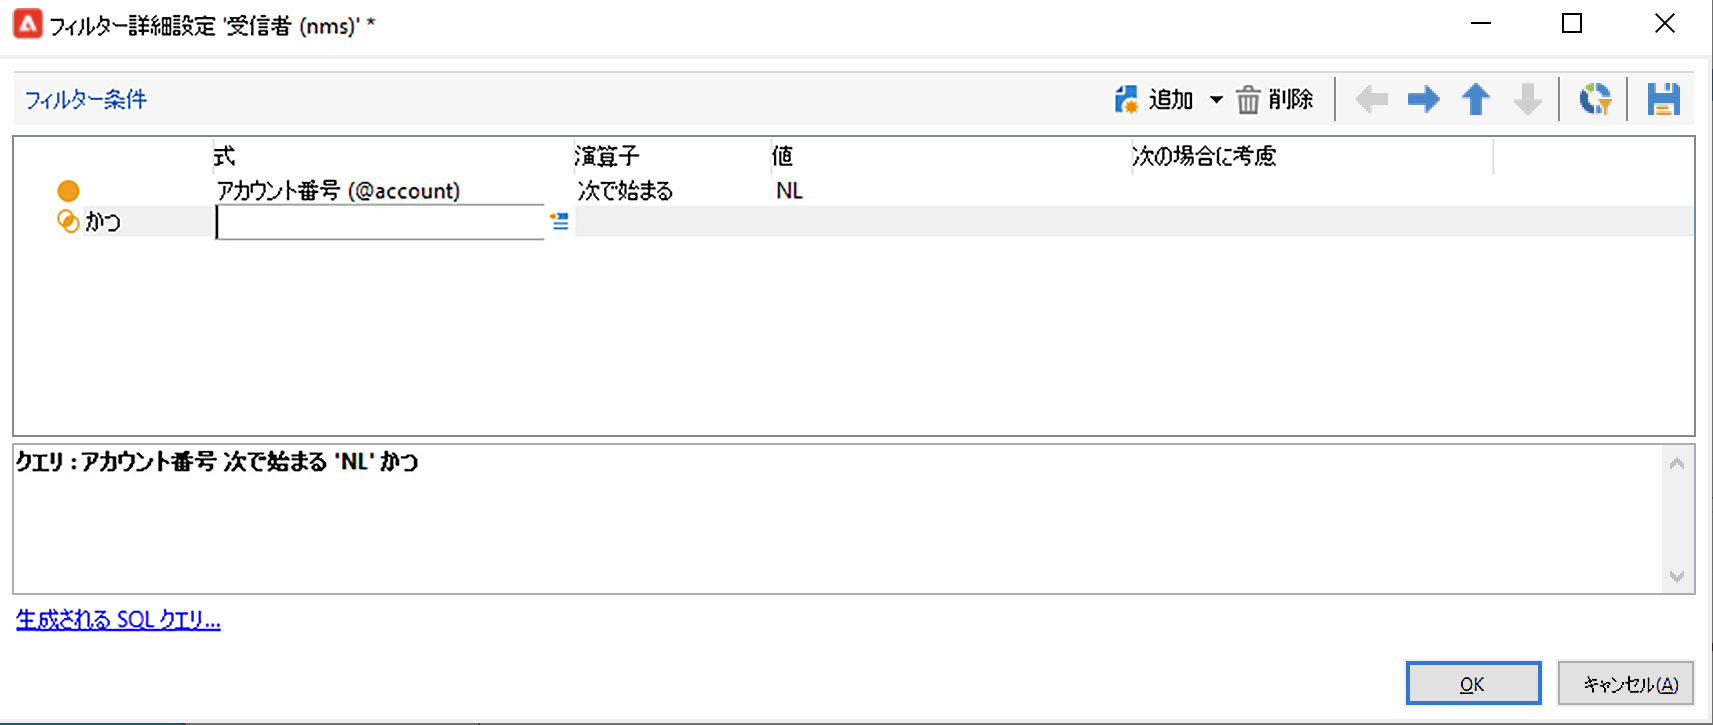 フィルター詳細設定 '受信者 (nms)' *
フィルター条件 追加 削除
式 演算子 値 次の場合に考慮
アカウント番号 (@account) 次で始まる NL
かつ
クエリ : アカウント番号 次で始まる 'NL' かつ
生成される SQL クエリ...
OK キャンセル(A)